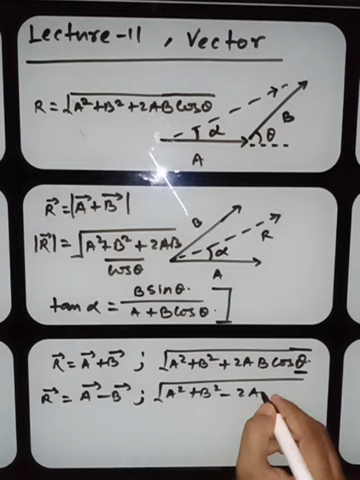 Lecture-11, Vector
R = √A²+B²+2AB cosθ
B
α
θ
A
R⃗ = |A⃗+B⃗|
|R⃗| = √A²+B²+2AB cosθ
B
R
α
A
tan α = B sinθ / A + B cosθ ]
R⃗ = A⃗+B⃗ ; √A²+B²+2AB cosθ
R⃗ = A⃗-B⃗ ; √A²+B²-2A